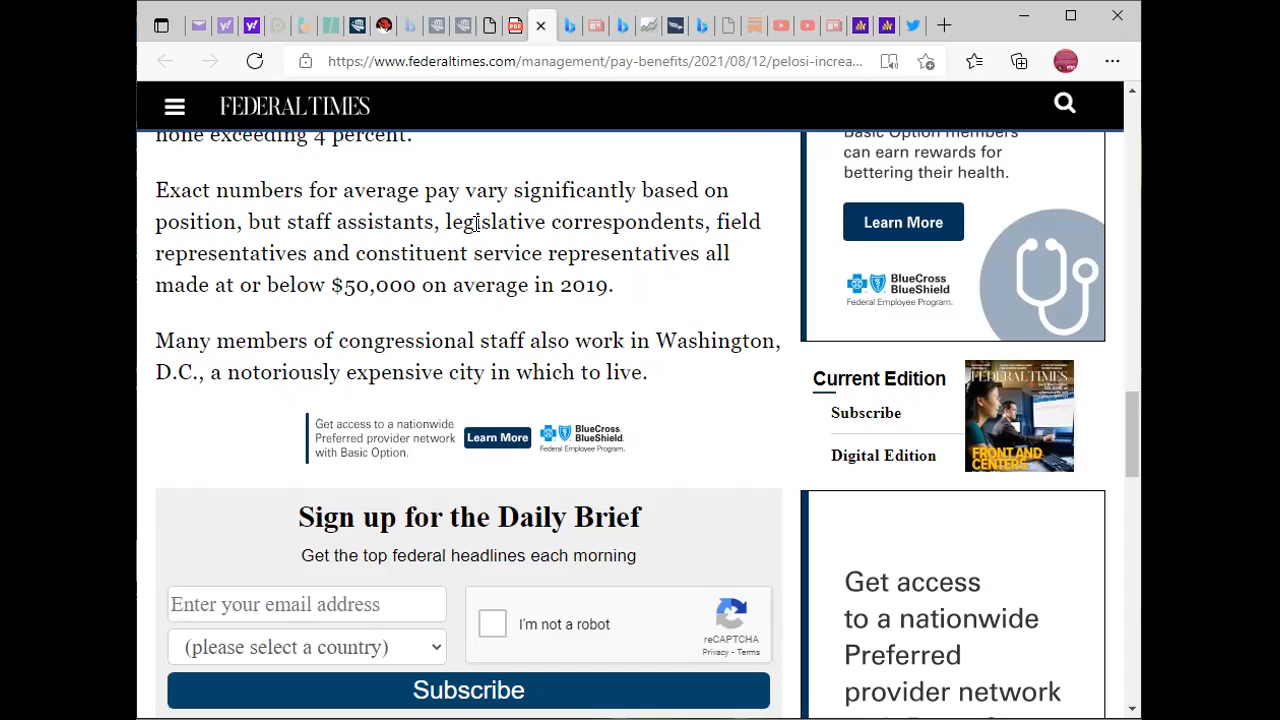 https://www.federaltimes.com/management/pay-benefits/2021/08/12/pelosi-increa...
FEDERALTIMES
none exceeding 4 percent.
Exact numbers for average pay vary significantly based on
position, but staff assistants, legislative correspondents, field
representatives and constituent service representatives all
made at or below $50,000 on average in 2019.
Many members of congressional staff also work in Washington,
D.C., a notoriously expensive city in which to live.
Get access to a nationwide
Preferred provider network
with Basic Option.
Learn More
BlueCross
BlueShield
Federal Employee Program.
Sign up for the Daily Brief
Get the top federal headlines each morning
Enter your email address
(please select a country)
I'm not a robot
reCAPTCHA
Privacy - Terms
Subscribe
Basic Option members
can earn rewards for
bettering their health.
Learn More
BlueCross
BlueShield
Federal Employee Program.
Current Edition
Subscribe
Digital Edition
FEDERALTIMES
FRONT AND
CENTERS
Get access
to a nationwide
Preferred
provider network